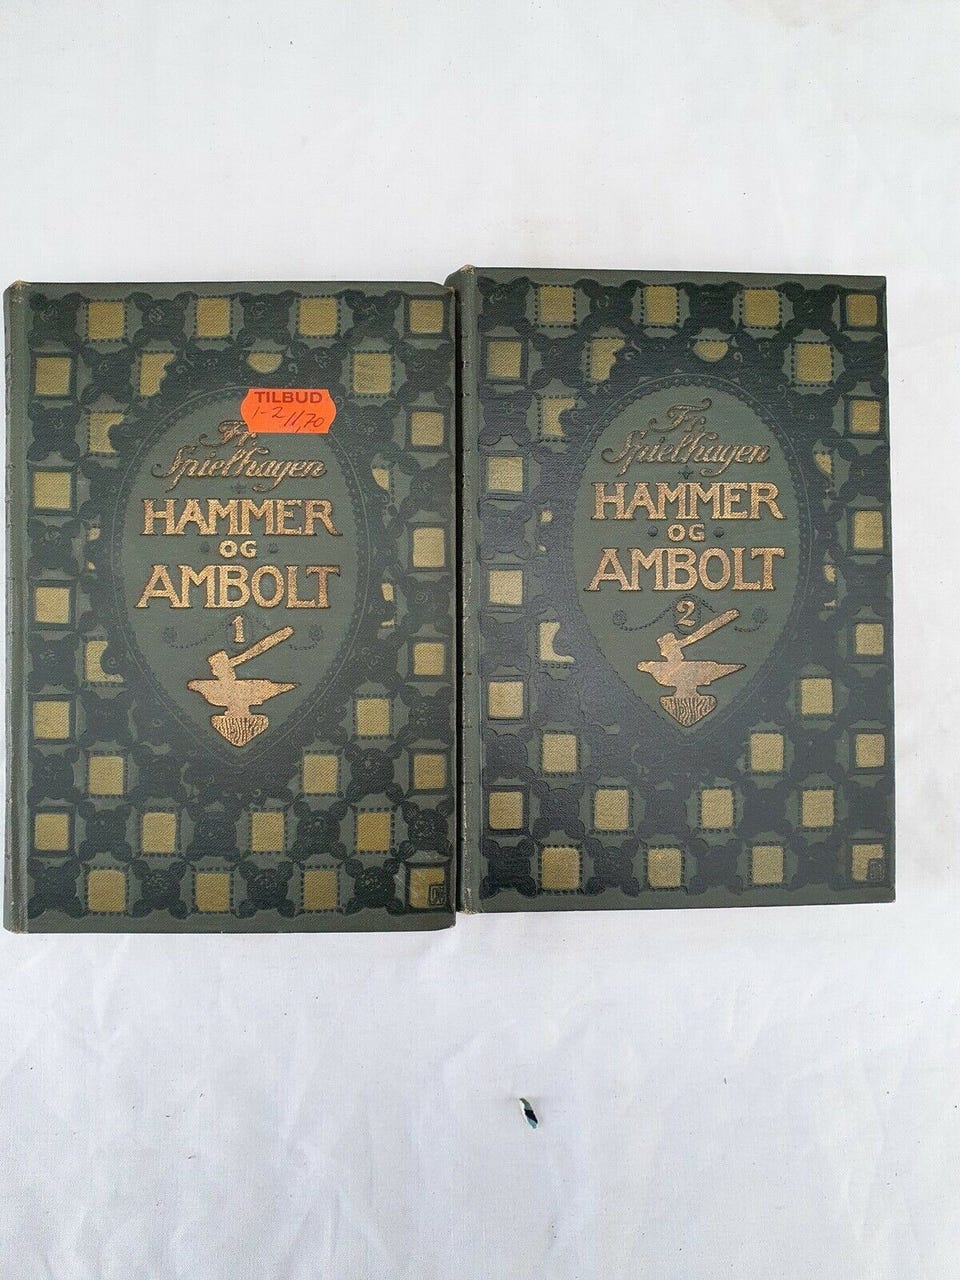 TILBUD
1-2 11,70
Fr.
Spielhagen
HAMMER
OG
AMBOLT
1
Fr.
Spielhagen
HAMMER
OG
AMBOLT
2